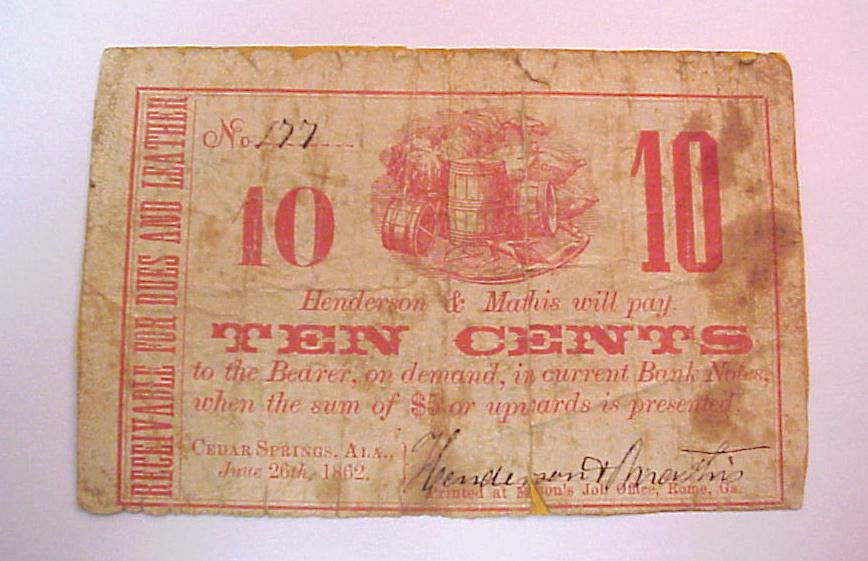 RECEIVABLE FOR DUES AND LEATHER
No. 177
10
10
Henderson & Mathis will pay
TEN CENTS
to the Bearer, on demand, in current Bank Notes,
when the sum of $5 or upwards is presented.
CEDAR SPRINGS, ALA.,
June 26th, 1862.
Henderson & Mathis
Printed at Job Office, Rome, Ga.